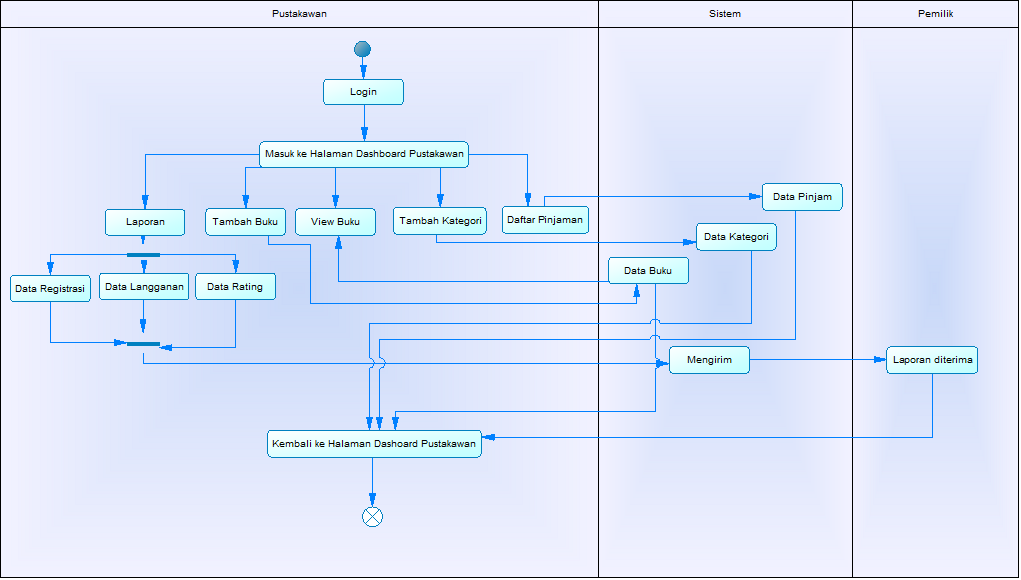 Pustakawan
Sistem
Pemilik
Login
Masuk ke Halaman Dashboard Pustakawan
Laporan
Tambah Buku
View Buku
Tambah Kategori
Daftar Pinjaman
Data Pinjam
Data Kategori
Data Buku
Data Registrasi
Data Langganan
Data Rating
Mengirim
Laporan diterima
Kembali ke Halaman Dashoard Pustakawan